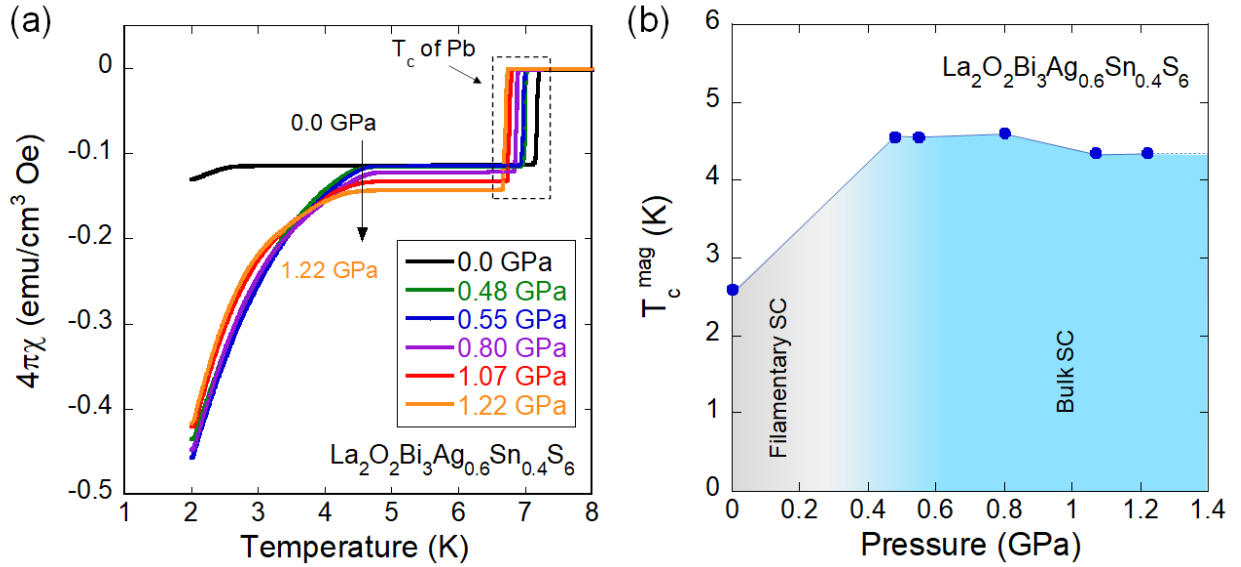 (a)
T_c of Pb
0
-0.1
-0.2
-0.3
-0.4
-0.5
4πχ (emu/cm³ Oe)
0.0 GPa
1.22 GPa
0.0 GPa
0.48 GPa
0.55 GPa
0.80 GPa
1.07 GPa
1.22 GPa
La₂O₂Bi₃Ag₀.₆Sn₀.₄S₆
1 2 3 4 5 6 7 8
Temperature (K)
(b)
6
5
4
3
2
1
0
T_c^mag (K)
La₂O₂Bi₃Ag₀.₆Sn₀.₄S₆
Filamentary SC
Bulk SC
0 0.2 0.4 0.6 0.8 1 1.2 1.4
Pressure (GPa)